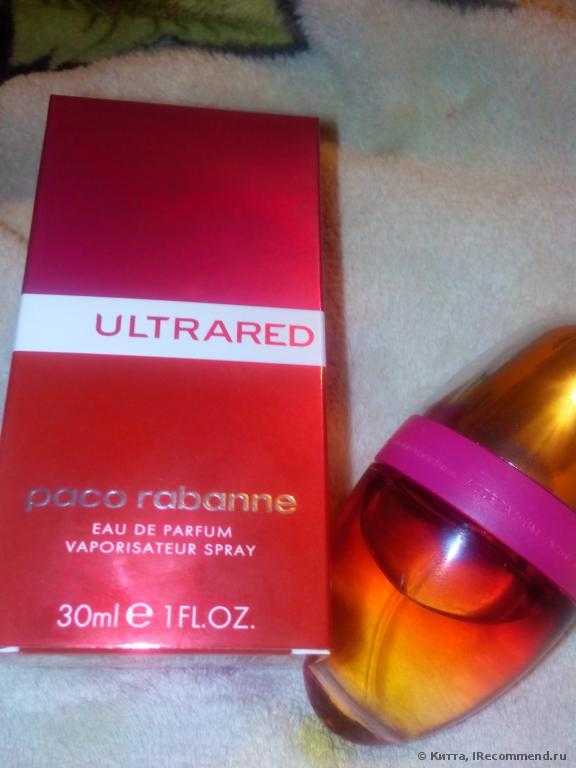 ULTRARED
paco rabanne
EAU DE PARFUM
VAPORISATEUR SPRAY
30ml e 1FL.OZ.
© Китта, IRecommend.ru